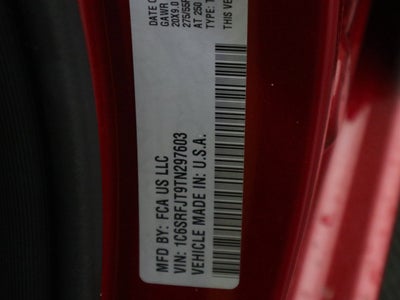 DATE O
GAWR
20X9.0
275/55R
AT 250
TYPE: T
THIS VE
MFD BY: FCA US LLC
VIN: 1C6SRFJT9TN297603
VEHICLE MADE IN: U.S.A.